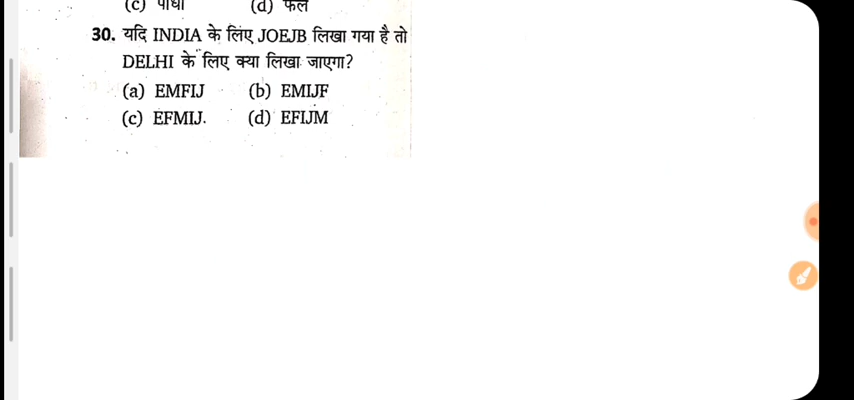 (c) पौधा (d) फल
30. यदि INDIA के लिए JOEJB लिखा गया है तो
DELHI के लिए क्या लिखा जाएगा?
(a) EMFIJ (b) EMIJF
(c) EFMIJ. (d) EFIJM